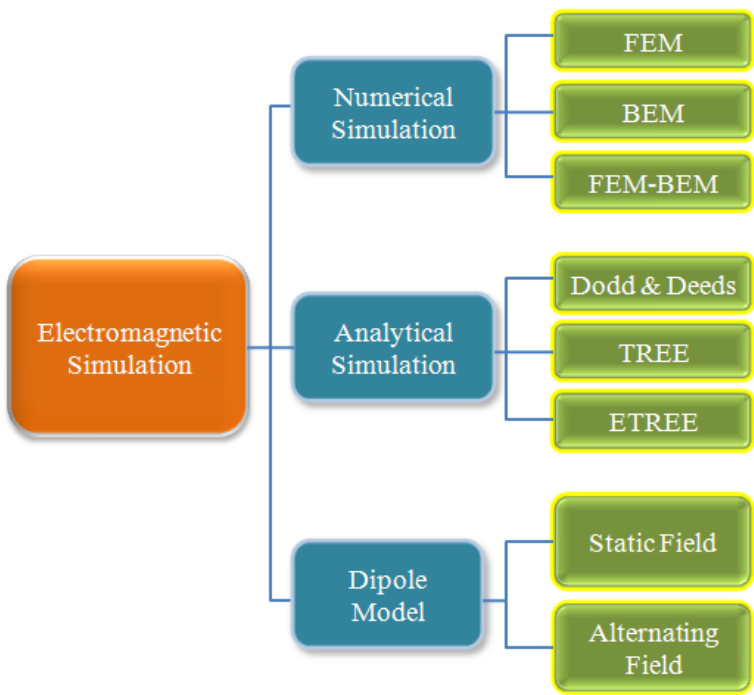 Electromagnetic
Simulation
Numerical
Simulation
FEM
BEM
FEM-BEM
Analytical
Simulation
Dodd & Deeds
TREE
ETREE
Dipole
Model
Static Field
Alternating
Field